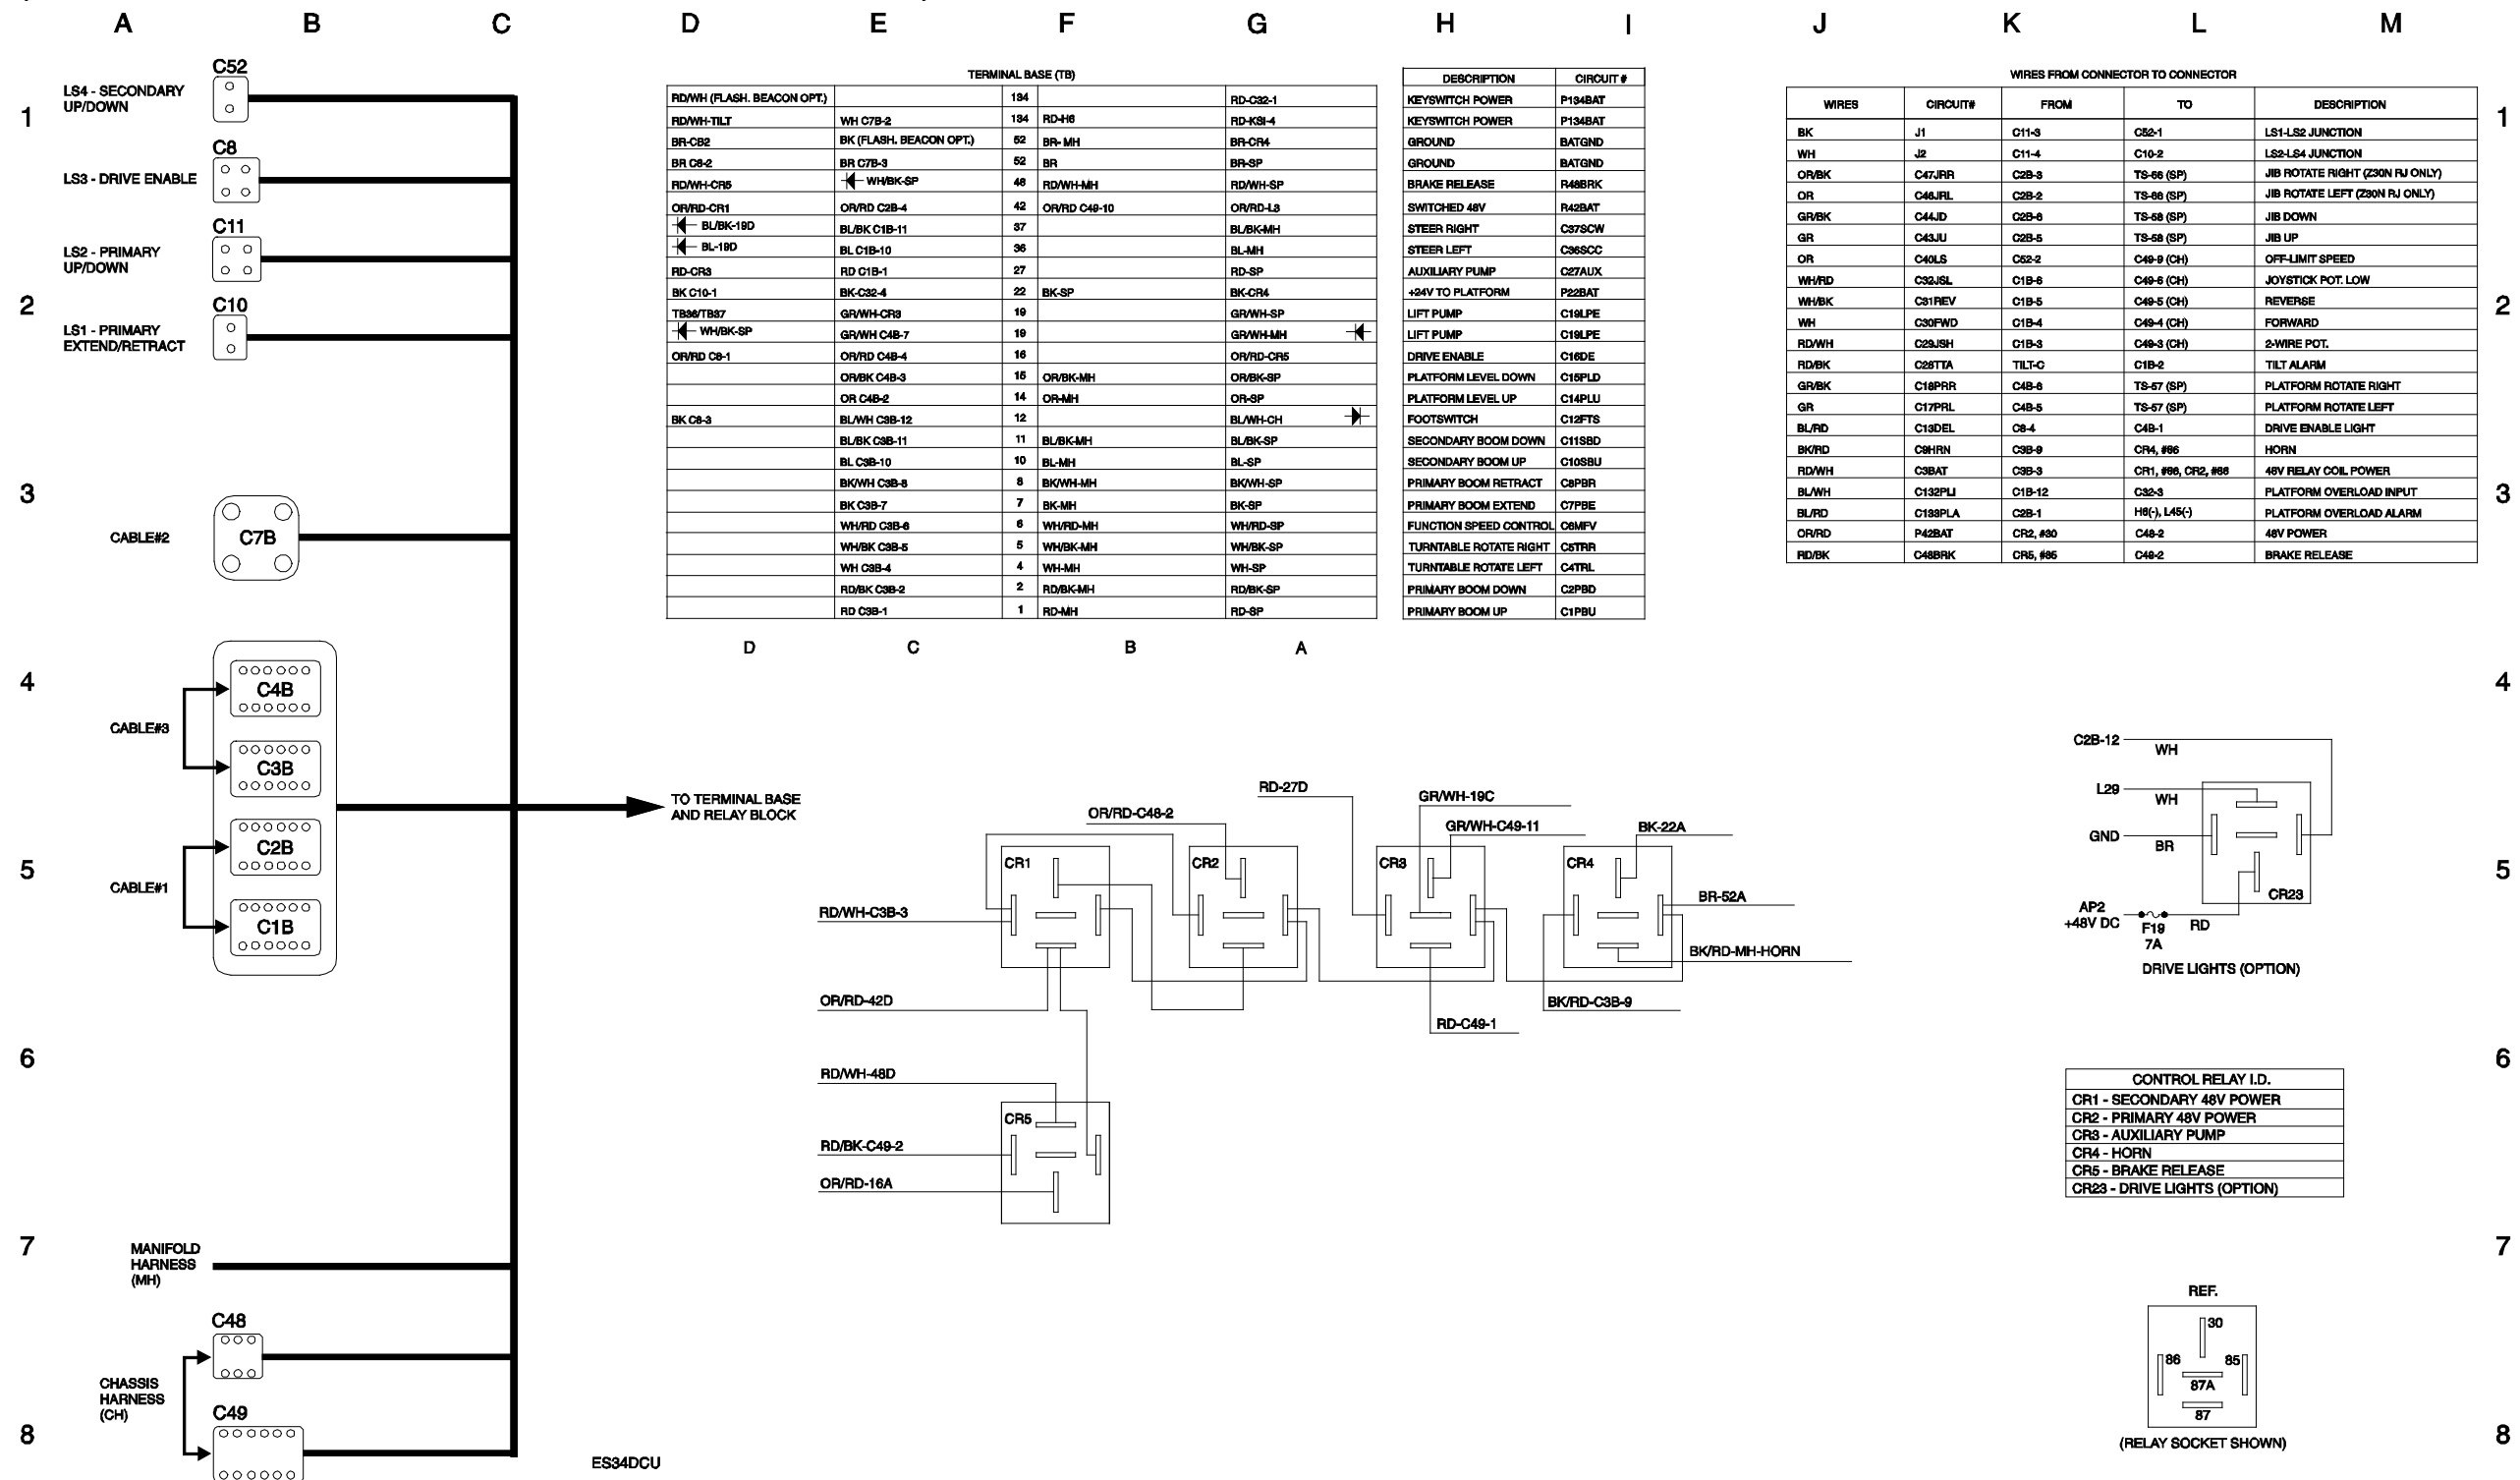 A B C D E F G H I J K L M
1
2
3
4
5
6
7
8
C52
LS4 - SECONDARY
UP/DOWN
C8
LS3 - DRIVE ENABLE
C11
LS2 - PRIMARY
UP/DOWN
C10
LS1 - PRIMARY
EXTEND/RETRACT
CABLE#2
C7B
C4B
CABLE#3
C3B
C2B
CABLE#1
C1B
TO TERMINAL BASE
AND RELAY BLOCK
MANIFOLD
HARNESS
(MH)
C48
CHASSIS
HARNESS
(CH)
C49
ES34DCU
TERMINAL BASE (TB)
RD/WH (FLASH. BEACON OPT.) 134 RD-C32-1
RD/WH-TILT WH C7B-2 134 RD-H6 RD-KSI-4
BR-CB2 BK (FLASH. BEACON OPT.) 52 BR- MH BR-CR4
BR C8-2 BR C7B-3 52 BR BR-SP
RD/WH-CR5 WH/BK-SP 48 RD/WH-MH RD/WH-SP
OR/RD-CR1 OR/RD C2B-4 42 OR/RD C49-10 OR/RD-L3
BL/BK-19D BL/BK C1B-11 37 BL/BK-MH
BL-19D BL C1B-10 36 BL-MH
RD-CR3 RD C1B-1 27 RD-SP
BK C10-1 BK-C32-4 22 BK-SP BK-CR4
TB36/TB37 GR/WH-CR3 19 GR/WH-SP
WH/BK-SP GR/WH C4B-7 19 GR/WH-MH
OR/RD C8-1 OR/RD C4B-4 16 OR/RD-CR5
OR/BK C4B-3 15 OR/BK-MH OR/BK-SP
OR C4B-2 14 OR-MH OR-SP
BK C8-3 BL/WH C3B-12 12 BL/WH-CH
BL/BK C3B-11 11 BL/BK-MH BL/BK-SP
BL C3B-10 10 BL-MH BL-SP
BK/WH C3B-8 8 BK/WH-MH BK/WH-SP
BK C3B-7 7 BK-MH BK-SP
WH/RD C3B-6 6 WH/RD-MH WH/RD-SP
WH/BK C3B-5 5 WH/BK-MH WH/BK-SP
WH C3B-4 4 WH-MH WH-SP
RD/BK C3B-2 2 RD/BK-MH RD/BK-SP
RD C3B-1 1 RD-MH RD-SP
D C B A
DESCRIPTION CIRCUIT #
KEYSWITCH POWER P134BAT
KEYSWITCH POWER P134BAT
GROUND BATGND
GROUND BATGND
BRAKE RELEASE R48BRK
SWITCHED 48V R42BAT
STEER RIGHT C37SCW
STEER LEFT C36SCC
AUXILIARY PUMP C27AUX
+24V TO PLATFORM P22BAT
LIFT PUMP C19LPE
LIFT PUMP C19LPE
DRIVE ENABLE C16DE
PLATFORM LEVEL DOWN C15PLD
PLATFORM LEVEL UP C14PLU
FOOTSWITCH C12FTS
SECONDARY BOOM DOWN C11SBD
SECONDARY BOOM UP C10SBU
PRIMARY BOOM RETRACT C8PBR
PRIMARY BOOM EXTEND C7PBE
FUNCTION SPEED CONTROL C6MFV
TURNTABLE ROTATE RIGHT C5TRR
TURNTABLE ROTATE LEFT C4TRL
PRIMARY BOOM DOWN C2PBD
PRIMARY BOOM UP C1PBU
WIRES FROM CONNECTOR TO CONNECTOR
WIRES CIRCUIT# FROM TO DESCRIPTION
BK J1 C11-3 C52-1 LS1-LS2 JUNCTION
WH J2 C11-4 C10-2 LS2-LS4 JUNCTION
OR/BK C47JRR C2B-3 TS-66 (SP) JIB ROTATE RIGHT (Z30N RJ ONLY)
OR C46JRL C2B-2 TS-66 (SP) JIB ROTATE LEFT (Z30N RJ ONLY)
GR/BK C44JD C2B-6 TS-58 (SP) JIB DOWN
GR C43JU C2B-5 TS-58 (SP) JIB UP
OR C40LS C52-2 C49-9 (CH) OFF-LIMIT SPEED
WH/RD C32JSL C1B-6 C49-6 (CH) JOYSTICK POT. LOW
WH/BK C31REV C1B-5 C49-5 (CH) REVERSE
WH C30FWD C1B-4 C49-4 (CH) FORWARD
RD/WH C29JSH C1B-3 C49-3 (CH) 2-WIRE POT.
RD/BK C28TTA TILT-C C1B-2 TILT ALARM
GR/BK C18PRR C4B-6 TS-57 (SP) PLATFORM ROTATE RIGHT
GR C17PRL C4B-5 TS-57 (SP) PLATFORM ROTATE LEFT
BL/RD C13DEL C8-4 C4B-1 DRIVE ENABLE LIGHT
BK/RD C9HRN C3B-9 CR4, #86 HORN
RD/WH C3BAT C3B-3 CR1, #86, CR2, #86 48V RELAY COIL POWER
BL/WH C132PLI C1B-12 C32-3 PLATFORM OVERLOAD INPUT
BL/RD C133PLA C2B-1 H6(-), L45(-) PLATFORM OVERLOAD ALARM
OR/RD P42BAT CR2, #30 C48-2 48V POWER
RD/BK C48BRK CR5, #85 C49-2 BRAKE RELEASE
RD-27D
OR/RD-C48-2
GR/WH-19C
GR/WH-C49-11
BK-22A
CR1
CR2
CR3
CR4
RD/WH-C3B-3
BR-52A
BK/RD-MH-HORN
OR/RD-42D
BK/RD-C3B-9
RD-C49-1
RD/WH-48D
CR5
RD/BK-C49-2
OR/RD-16A
C2B-12
WH
L29
WH
GND
BR
CR23
AP2
+48V DC
F19
7A
RD
DRIVE LIGHTS (OPTION)
CONTROL RELAY I.D.
CR1 - SECONDARY 48V POWER
CR2 - PRIMARY 48V POWER
CR3 - AUXILIARY PUMP
CR4 - HORN
CR5 - BRAKE RELEASE
CR23 - DRIVE LIGHTS (OPTION)
REF.
30
86 85
87A
87
(RELAY SOCKET SHOWN)
1
2
3
4
5
6
7
8